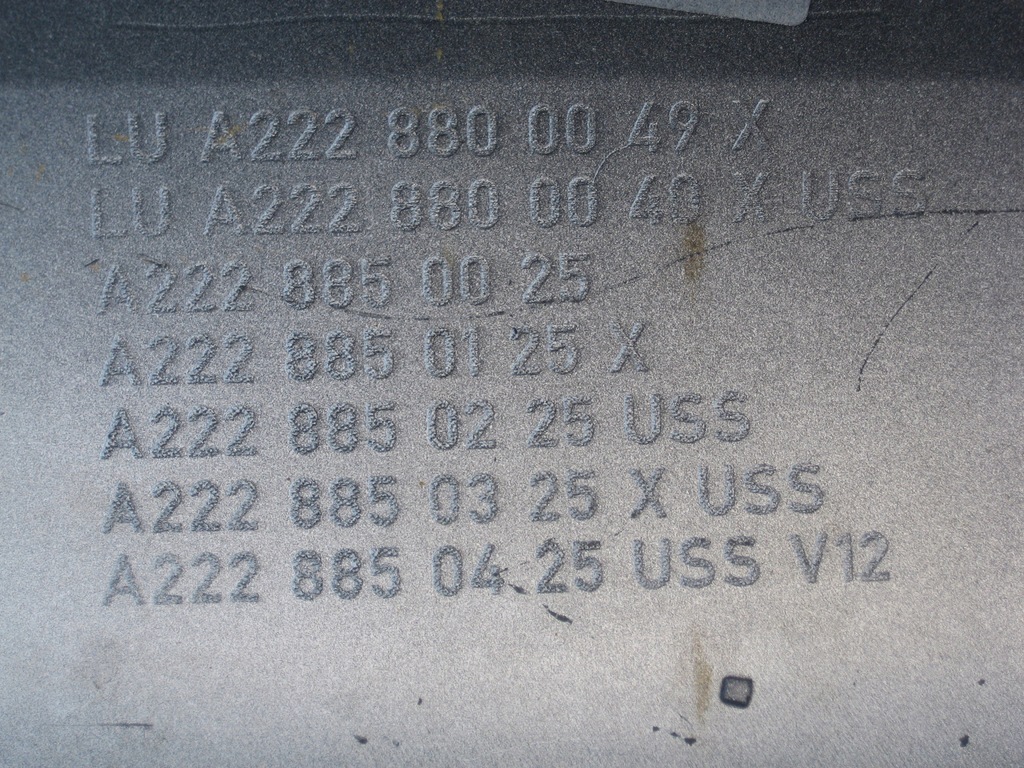 LU A222 880 00 49 X
LU A222 880 00 49 X USS
A222 885 00 25
A222 885 01 25 X
A222 885 02 25 USS
A222 885 03 25 X USS
A222 885 04 25 USS V12